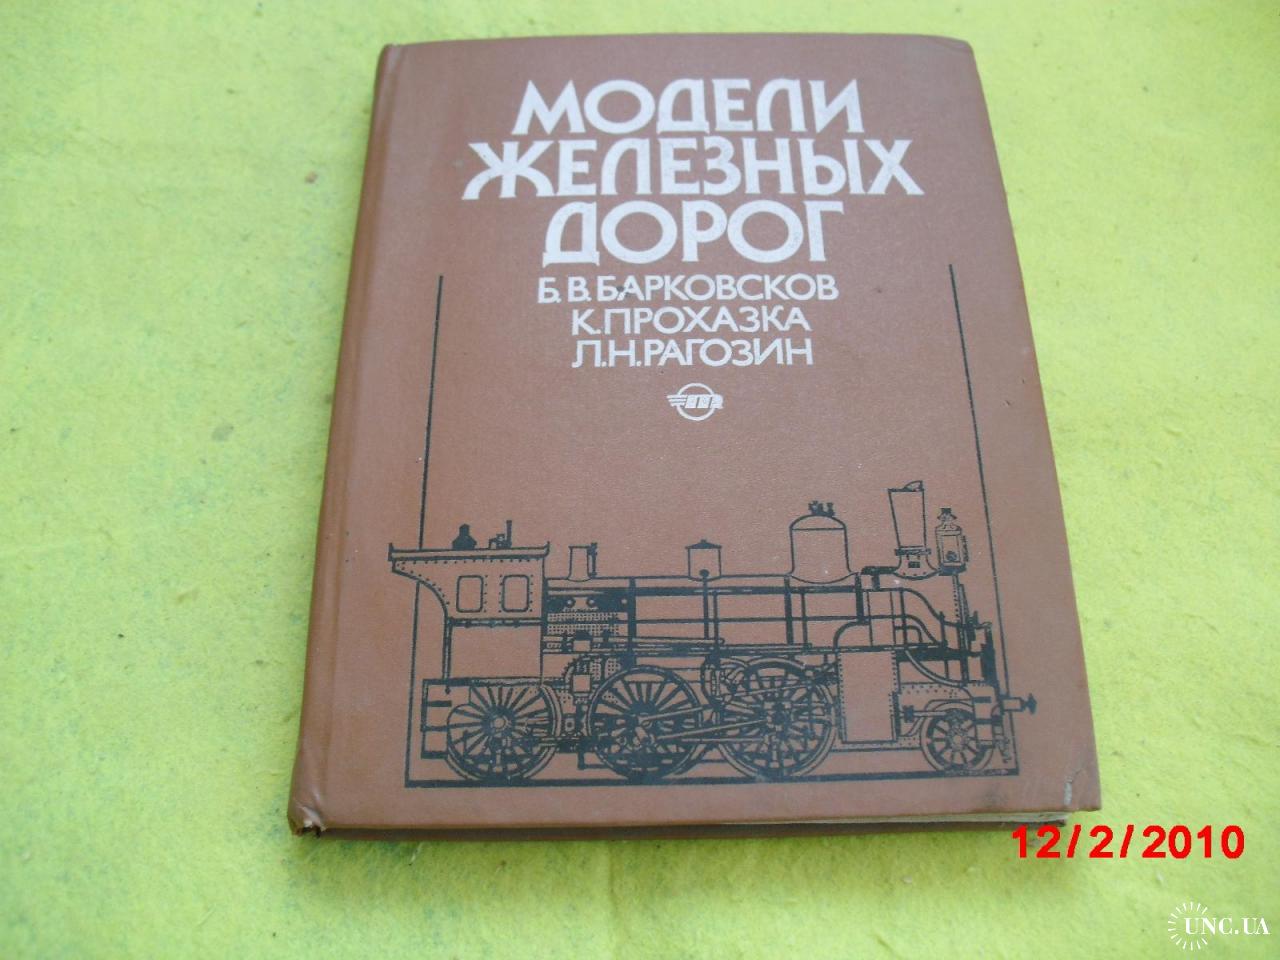 МОДЕЛИ
ЖЕЛЕЗНЫХ
ДОРОГ
Б.В.БАРКОВСКОВ
К.ПРОХАЗКА
Л.Н.РАГОЗИН
12/2/2010
UNC.UA